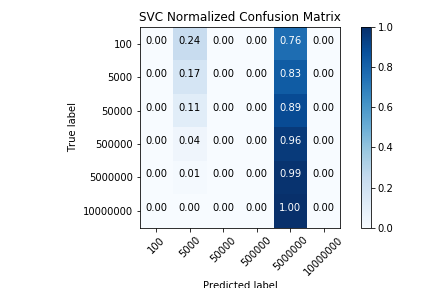 SVC Normalized Confusion Matrix
True label
100 0.00 0.24 0.00 0.00 0.76 0.00
5000 0.00 0.17 0.00 0.00 0.83 0.00
50000 0.00 0.11 0.00 0.00 0.89 0.00
500000 0.00 0.04 0.00 0.00 0.96 0.00
5000000 0.00 0.01 0.00 0.00 0.99 0.00
10000000 0.00 0.00 0.00 0.00 1.00 0.00
100 5000 50000 500000 5000000 10000000
Predicted label
1.0
0.8
0.6
0.4
0.2
0.0